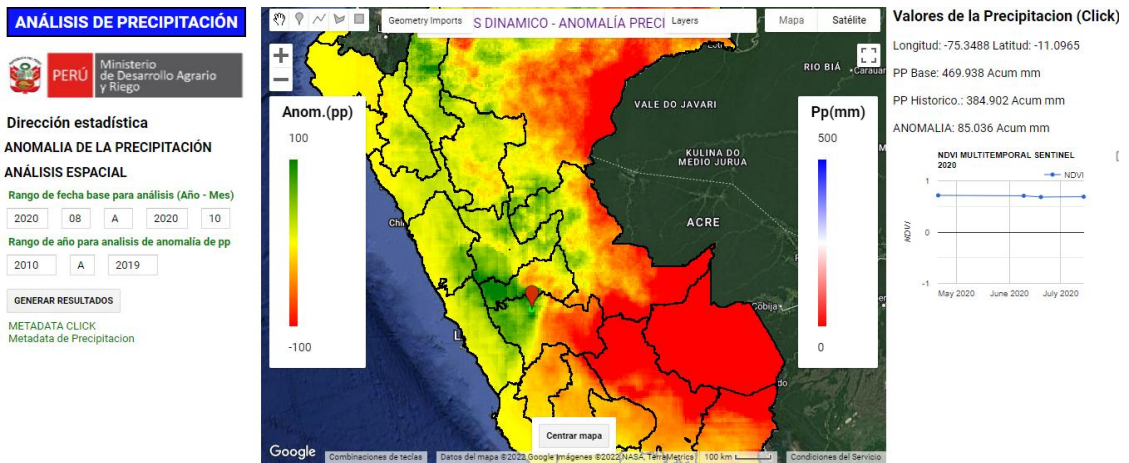 ANÁLISIS DE PRECIPITACIÓN
PERÚ
Ministerio
de Desarrollo Agrario
y Riego
Dirección estadística
ANOMALIA DE LA PRECIPITACIÓN
ANÁLISIS ESPACIAL
Rango de fecha base para análisis (Año - Mes)
2020 08 A 2020 10
Rango de año para analisis de anomalía de pp
2010 A 2019
GENERAR RESULTADOS
METADATA CLICK
Metadata de Precipitacion
Geometry Imports
S DINAMICO - ANOMALÍA PRECI
Layers
Mapa
Satélite
+
−
Anom.(pp)
100
-100
Pp(mm)
500
0
RIO BIÁ
Carauar
VALE DO JAVARI
KULINA DO
MEDIO JURUA
ACRE
Chi
Cobija
L
do
Centrar mapa
Google
Combinaciones de teclas
Datos del mapa ©2022 Google Imágenes ©2022 NASA, TerraMetrics
100 km
Condiciones del Servicio
Valores de la Precipitacion (Click)
Longitud: -75.3488 Latitud: -11.0965
PP Base: 469.938 Acum mm
PP Historico.: 384.902 Acum mm
ANOMALIA: 85.036 Acum mm
NDVI MULTITEMPORAL SENTINEL
2020
NDVI
1
0
-1
NDVI
May 2020 June 2020 July 2020